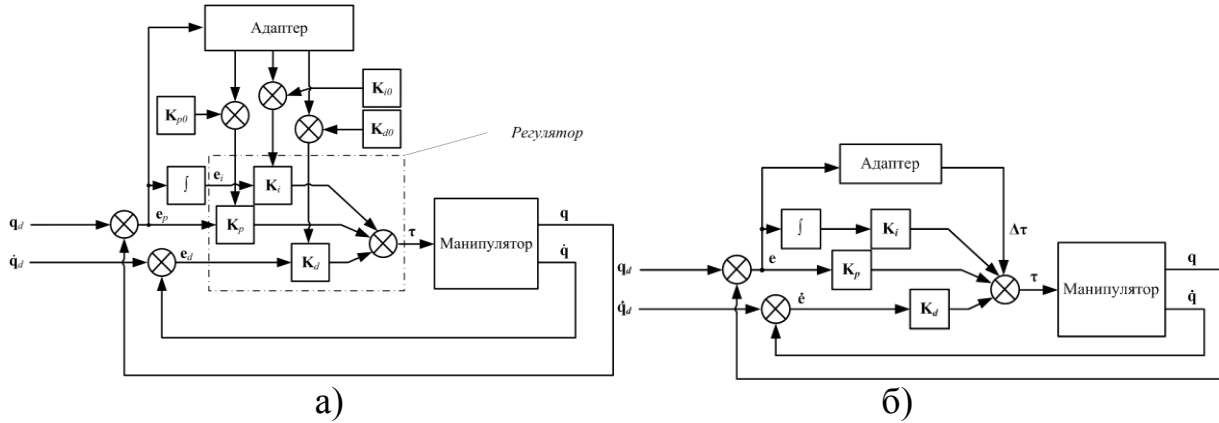 Адаптер
K_{i0}
K_{p0}
K_{d0}
Регулятор
∫
e_i
K_i
q_d
e_p
K_p
τ
Манипулятор
q
q̇
q̇_d
e_d
K_d
а)
Адаптер
∫
K_i
Δτ
q_d
e
K_p
τ
Манипулятор
q
q̇
q̇_d
ė
K_d
б)